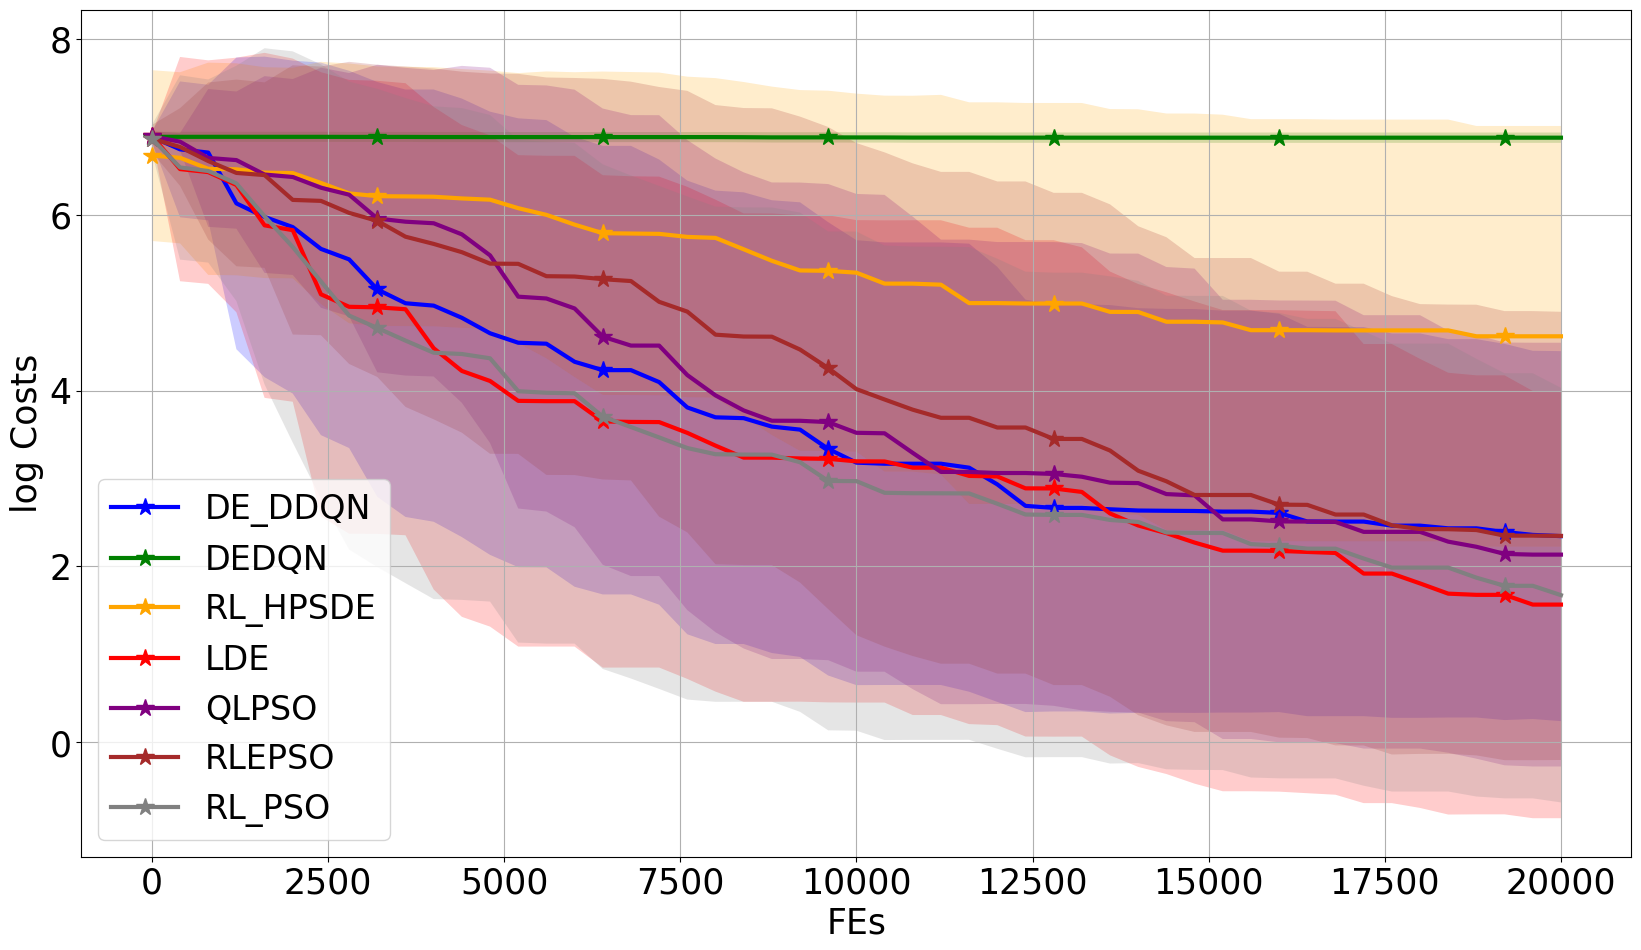 8
6
4
2
0
log Costs
DE_DDQN
DEDQN
RL_HPSDE
LDE
QLPSO
RLEPSO
RL_PSO
0 2500 5000 7500 10000 12500 15000 17500 20000
FEs